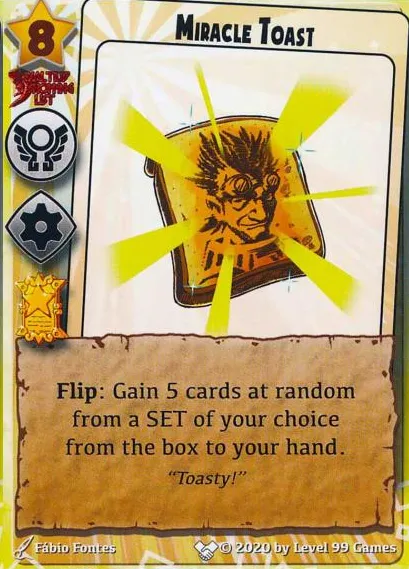 8
MIRACLE TOAST
LIST
Flip: Gain 5 cards at random
from a SET of your choice
from the box to your hand.
"Toasty!"
Fábio Fontes
© 2020 by Level 99 Games